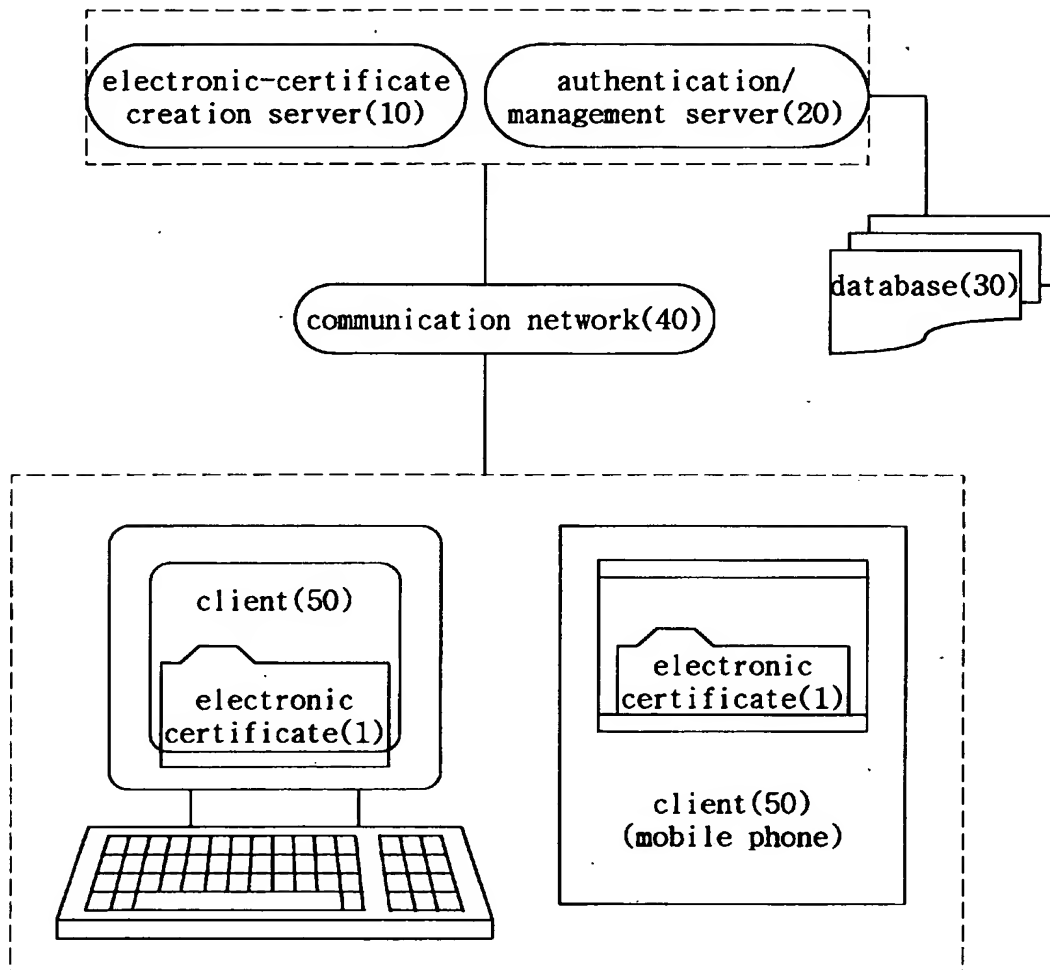 electronic-certificate
creation server(10)
authentication/
management server(20)
database(30)
communication network(40)
client(50)
electronic
certificate(1)
electronic
certificate(1)
client(50)
(mobile phone)